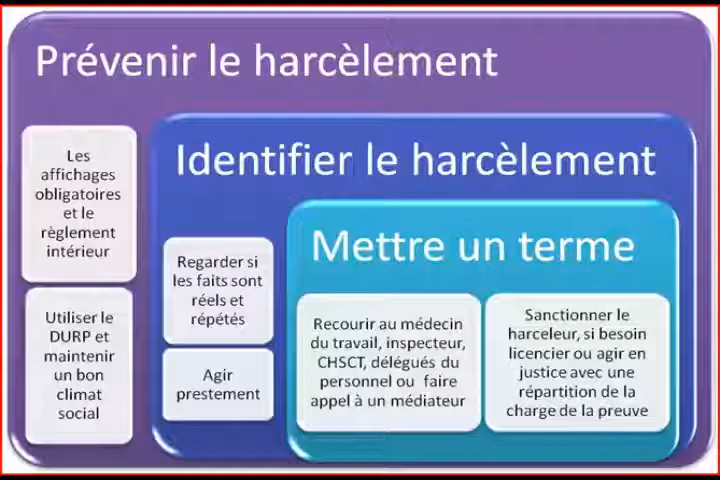 Prévenir le harcèlement
Les
affichages
obligatoires
et le
règlement
intérieur
Utiliser le
DURP et
maintenir
un bon
climat
social
Identifier le harcèlement
Regarder si
les faits sont
réels et
répétés
Agir
prestement
Mettre un terme
Recourir au médecin
du travail, inspecteur,
CHSCT, délégués du
personnel ou faire
appel à un médiateur
Sanctionner le
harceleur, si besoin
licencier ou agir en
justice avec une
répartition de la
charge de la preuve